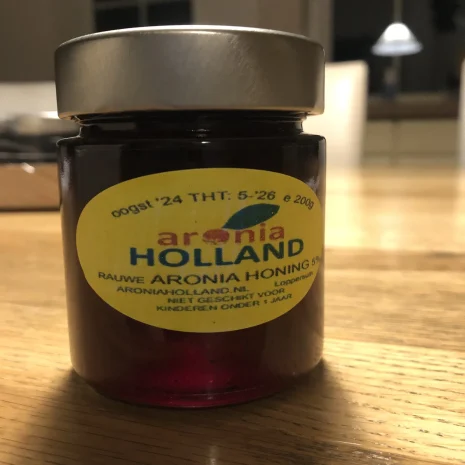 oogst '24 THT: 5-'26 e 200g
aronia
HOLLAND
RAUWE ARONIA HONING 5%
ARONIAHOLLAND.NL
NIET GESCHIKT VOOR
KINDEREN ONDER 1 JAAR